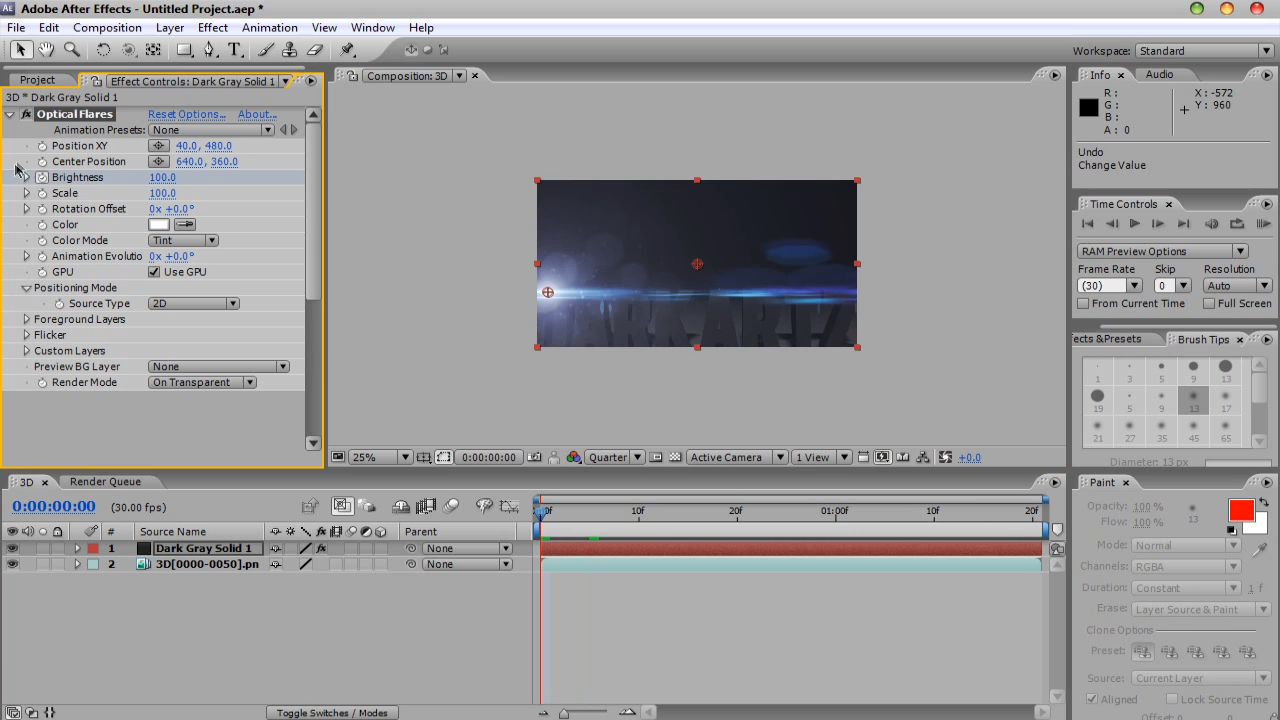 Adobe After Effects - Untitled Project.aep *
File Edit Composition Layer Effect Animation View Window Help
Workspace: Standard
Project
Effect Controls: Dark Gray Solid 1
3D * Dark Gray Solid 1
Optical Flares Reset Options... About...
Animation Presets: None
Position XY 40.0, 480.0
Center Position 640.0, 360.0
Brightness 100.0
Scale 100.0
Rotation Offset 0x +0.0°
Color
Color Mode Tint
Animation Evolutio 0x +0.0°
GPU Use GPU
Positioning Mode
Source Type 2D
Foreground Layers
Flicker
Custom Layers
Preview BG Layer None
Render Mode On Transparent
Composition: 3D
DARK ARTZ
25% 0:00:00:00 Quarter Active Camera 1 View +0.0
Info Audio
R : X : -572
G : Y : 960
B :
A : 0
Undo
Change Value
Time Controls
RAM Preview Options
Frame Rate Skip Resolution
(30) 0 Auto
From Current Time Full Screen
ects&Presets Brush Tips
1 3 5 9 13
19 5 9 13 17
21 27 35 45 65
Diameter: 13 px
3D Render Queue
0:00:00:00 (30.00 fps)
0f 10f 20f 01:00f 10f 20f
# Source Name Parent
1 Dark Gray Solid 1 None
2 3D[0000-0050].pn None
Toggle Switches / Modes
Paint
Opacity: 100 %
Flow: 100 % 13
Mode: Normal
Channels: RGBA
Duration: Constant 1 f
Erase: Layer Source & Paint
Clone Options
Preset:
Source: Current Layer
Aligned Lock Source Time
Offset: 0